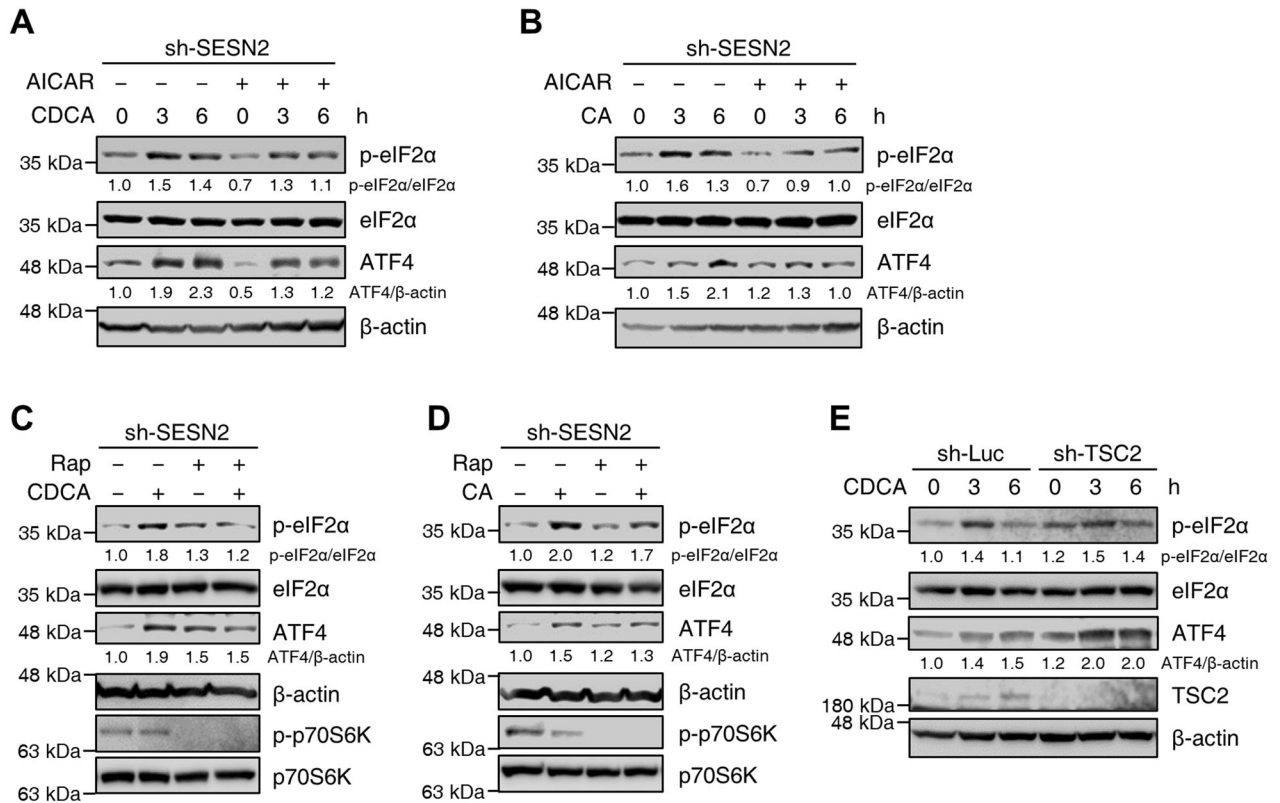 A
sh-SESN2
AICAR – – – + + +
CDCA 0 3 6 0 3 6 h
35 kDa p-eIF2α
1.0 1.5 1.4 0.7 1.3 1.1 p-eIF2α/eIF2α
35 kDa eIF2α
48 kDa ATF4
1.0 1.9 2.3 0.5 1.3 1.2 ATF4/β-actin
48 kDa β-actin
B
sh-SESN2
AICAR – – – + + +
CA 0 3 6 0 3 6 h
35 kDa p-eIF2α
1.0 1.6 1.3 0.7 0.9 1.0 p-eIF2α/eIF2α
35 kDa eIF2α
48 kDa ATF4
1.0 1.5 2.1 1.2 1.3 1.0 ATF4/β-actin
48 kDa β-actin
C
sh-SESN2
Rap – – + +
CDCA – + – +
35 kDa p-eIF2α
1.0 1.8 1.3 1.2 p-eIF2α/eIF2α
35 kDa eIF2α
48 kDa ATF4
1.0 1.9 1.5 1.5 ATF4/β-actin
48 kDa β-actin
p-p70S6K
63 kDa
p70S6K
63 kDa
D
sh-SESN2
Rap – – + +
CA – + – +
35 kDa p-eIF2α
1.0 2.0 1.2 1.7 p-eIF2α/eIF2α
35 kDa eIF2α
48 kDa ATF4
1.0 1.5 1.2 1.3 ATF4/β-actin
48 kDa β-actin
p-p70S6K
63 kDa
p70S6K
63 kDa
E
sh-Luc sh-TSC2
CDCA 0 3 6 0 3 6 h
35 kDa p-eIF2α
1.0 1.4 1.1 1.2 1.5 1.4 p-eIF2α/eIF2α
35 kDa eIF2α
48 kDa ATF4
1.0 1.4 1.5 1.2 2.0 2.0 ATF4/β-actin
180 kDa TSC2
48 kDa β-actin